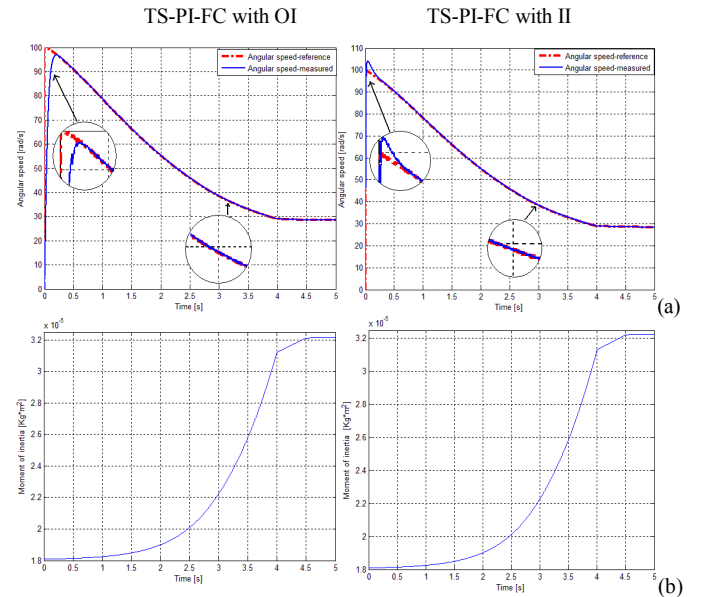 TS-PI-FC with OI
TS-PI-FC with II
Angular speed [rad/s]
100
90
80
70
60
50
40
30
20
10
0
Angular speed-reference
Angular speed-measured
0 0.5 1 1.5 2 2.5 3 3.5 4 4.5 5
Time [s]
Angular speed [rad/s]
110
100
90
80
70
60
50
40
30
20
10
0
Angular speed-reference
Angular speed-measured
0 0.5 1 1.5 2 2.5 3 3.5 4 4.5 5
Time [s]
(a)
x 10⁻⁵
Moment of inertia [Kg*m²]
3.2
3
2.8
2.6
2.4
2.2
2
1.8
0 0.5 1 1.5 2 2.5 3 3.5 4 4.5 5
Time [s]
x 10⁻⁵
Moment of inertia [Kg*m²]
3.2
3
2.8
2.6
2.4
2.2
2
1.8
0 0.5 1 1.5 2 2.5 3 3.5 4 4.5 5
Time [s]
(b)